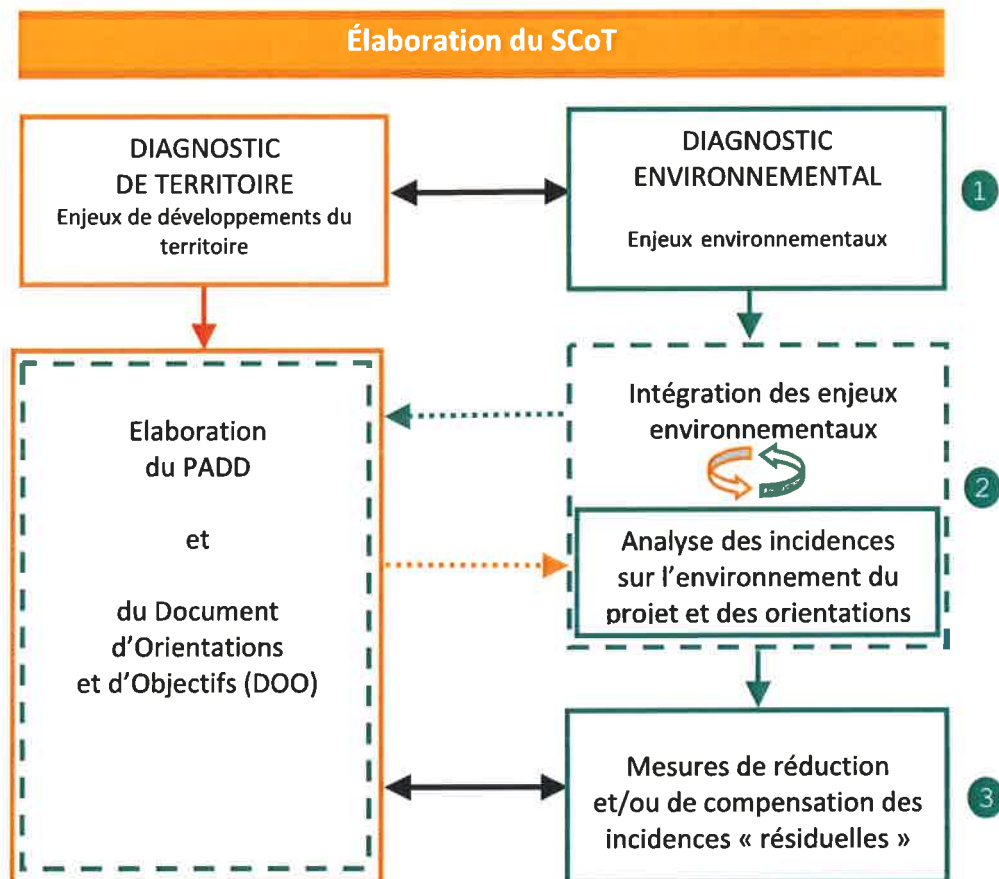 Élaboration du SCoT
DIAGNOSTIC
DE TERRITOIRE
Enjeux de développements du
territoire
DIAGNOSTIC
ENVIRONNEMENTAL
Enjeux environnementaux
1
Elaboration
du PADD
et
du Document
d'Orientations
et d'Objectifs (DOO)
Intégration des enjeux
environnementaux
Analyse des incidences
sur l'environnement du
projet et des orientations
2
Mesures de réduction
et/ou de compensation des
incidences « résiduelles »
3